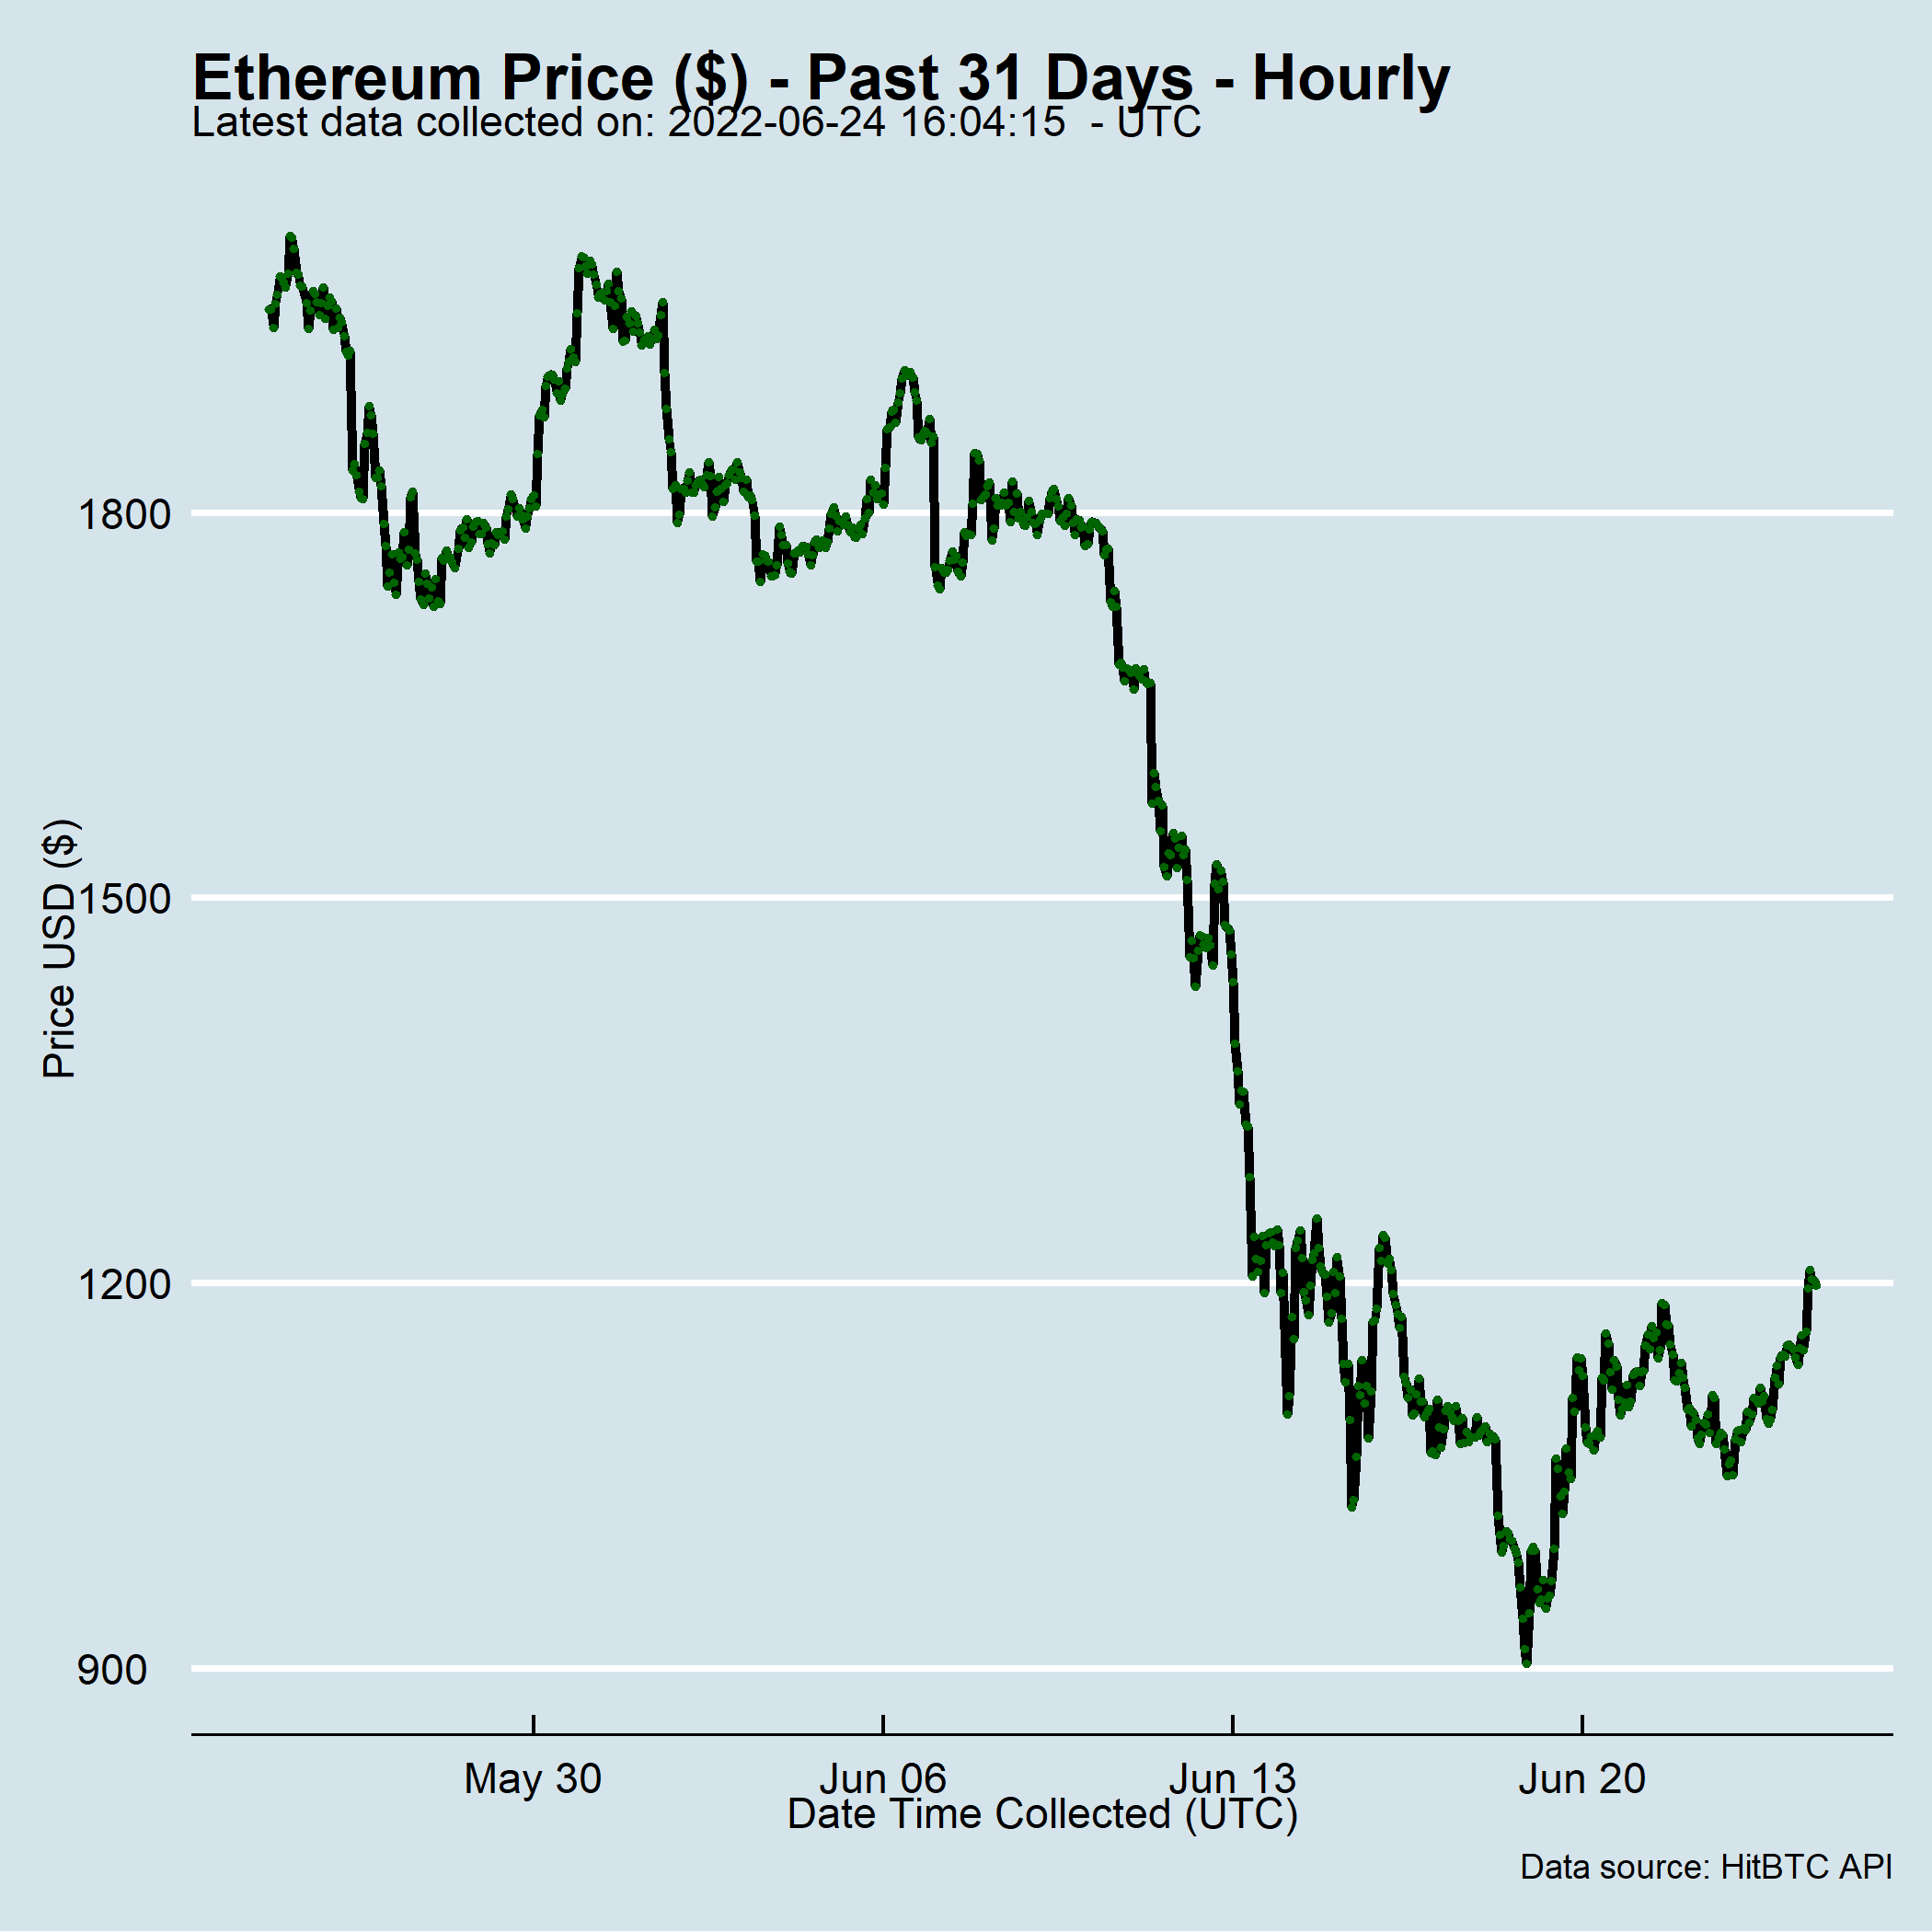 Ethereum Price ($) - Past 31 Days - Hourly
Latest data collected on: 2022-06-24 16:04:15  - UTC
Price USD ($)
1800
1500
1200
900
May 30
Jun 06
Jun 13
Jun 20
Date Time Collected (UTC)
Data source: HitBTC API